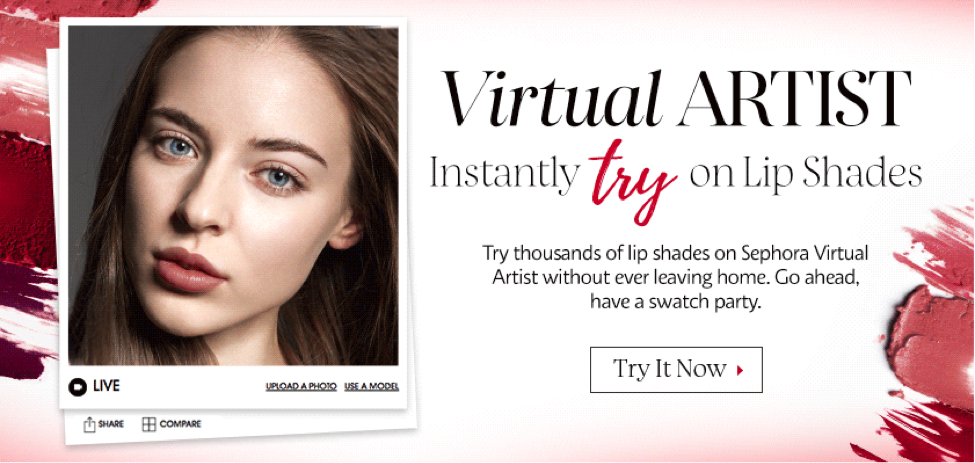 Virtual ARTIST
Instantly try on Lip Shades
Try thousands of lip shades on Sephora Virtual
Artist without ever leaving home. Go ahead,
have a swatch party.
Try It Now
LIVE
UPLOAD A PHOTO USE A MODEL
SHARE COMPARE